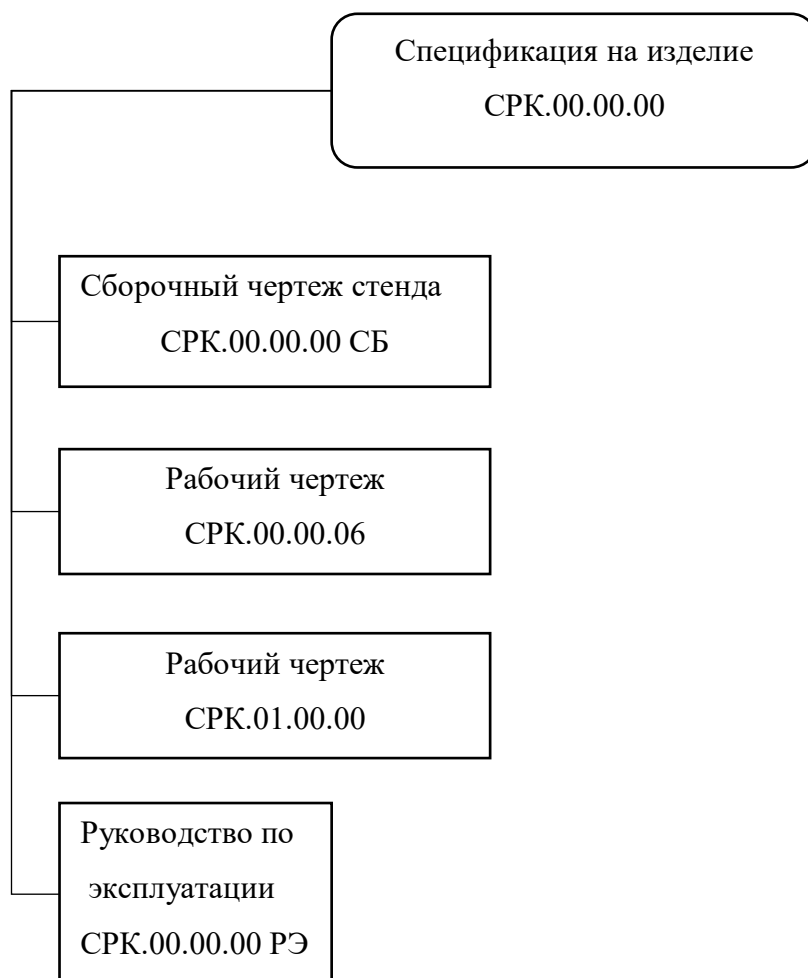 Спецификация на изделие
СРК.00.00.00
Сборочный чертеж стенда
СРК.00.00.00 СБ
Рабочий чертеж
СРК.00.00.06
Рабочий чертеж
СРК.01.00.00
Руководство по
эксплуатации
СРК.00.00.00 РЭ